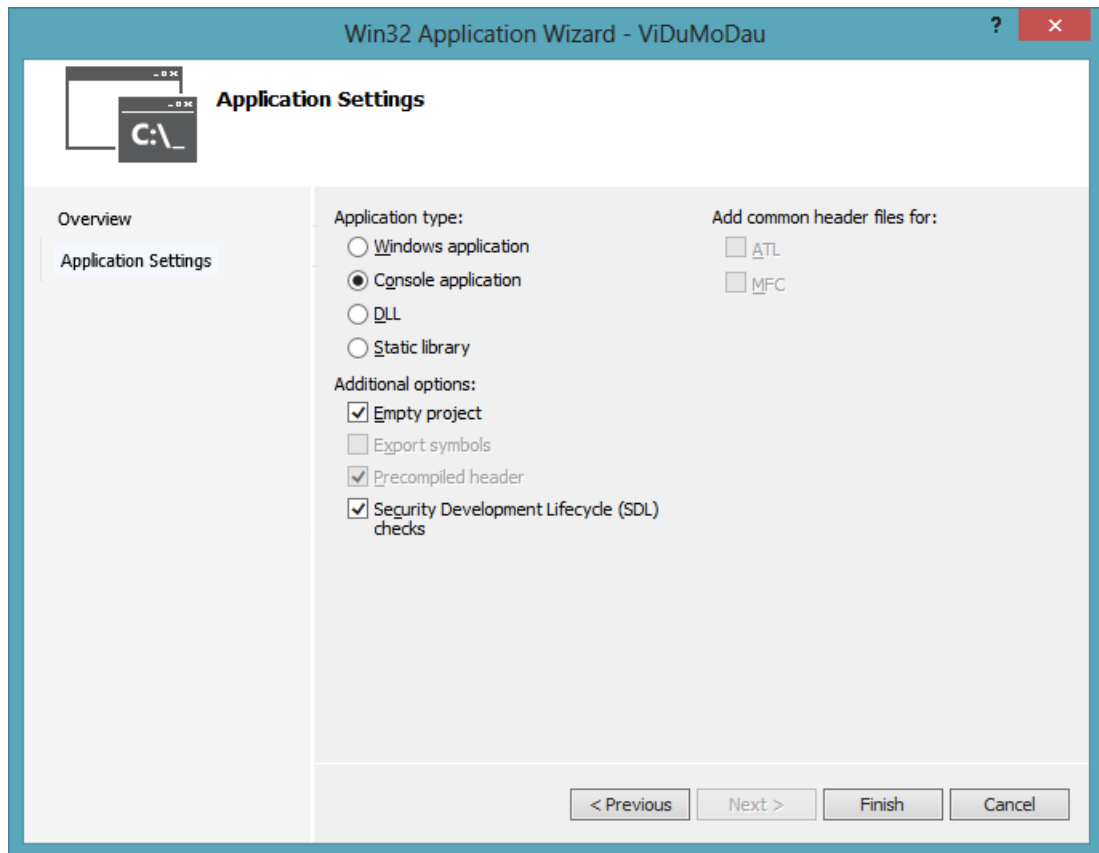 Win32 Application Wizard - ViDuMoDau
?
C:\_
Application Settings
Overview
Application Settings
Application type:
Windows application
Console application
DLL
Static library
Additional options:
Empty project
Export symbols
Precompiled header
Security Development Lifecycle (SDL)
checks
Add common header files for:
ATL
MFC
< Previous
Next >
Finish
Cancel